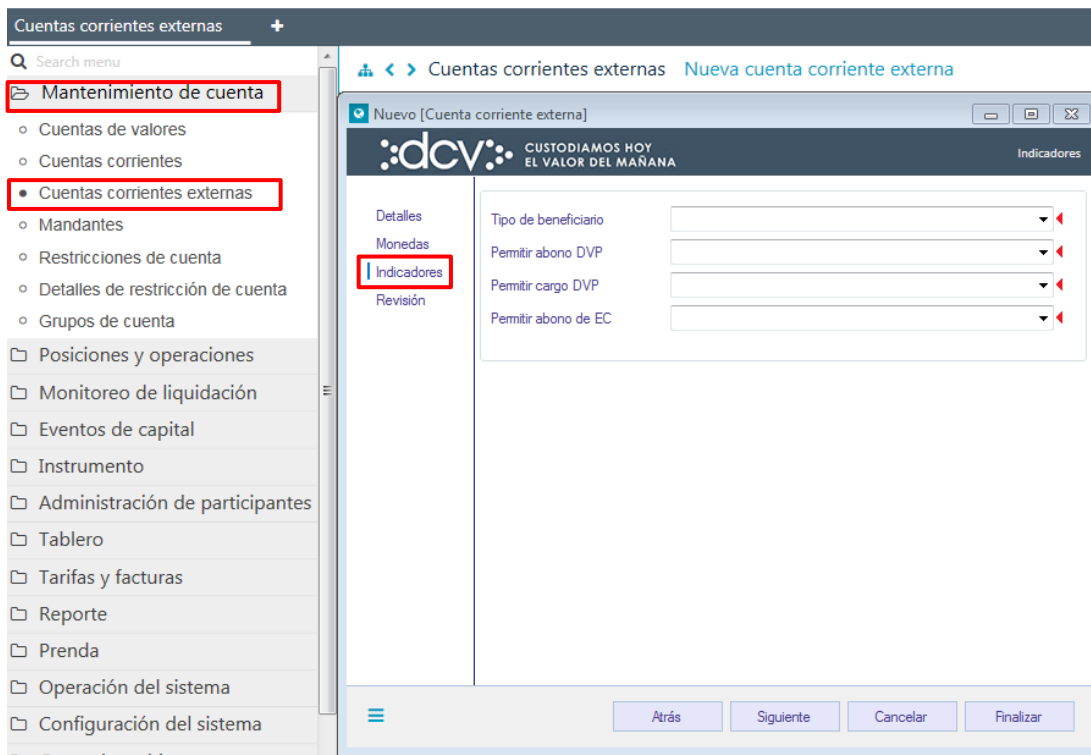 Cuentas corrientes externas +
Search menu
Mantenimiento de cuenta
Cuentas de valores
Cuentas corrientes
Cuentas corrientes externas
Mandantes
Restricciones de cuenta
Detalles de restricción de cuenta
Grupos de cuenta
Posiciones y operaciones
Monitoreo de liquidación
Eventos de capital
Instrumento
Administración de participantes
Tablero
Tarifas y facturas
Reporte
Prenda
Operación del sistema
Configuración del sistema
Cuentas corrientes externas Nueva cuenta corriente externa
Nuevo [Cuenta corriente externa]
dcv CUSTODIAMOS HOY
EL VALOR DEL MAÑANA
Indicadores
Detalles
Monedas
Indicadores
Revisión
Tipo de beneficiario
Permitir abono DVP
Permitir cargo DVP
Permitir abono de EC
Atrás Siguiente Cancelar Finalizar